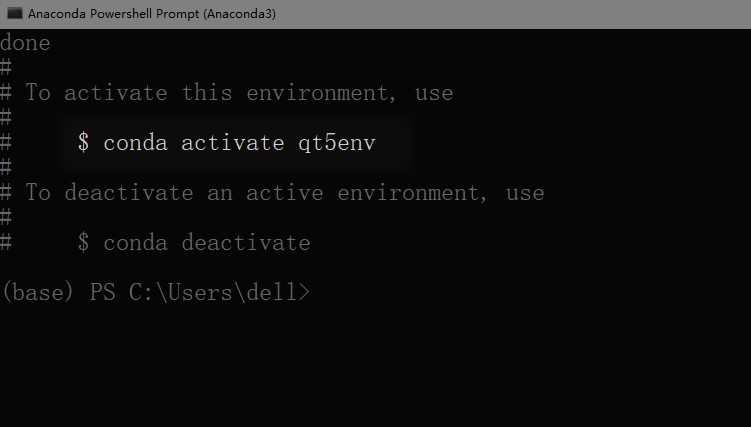 Anaconda Powershell Prompt (Anaconda3)
done
#
# To activate this environment, use
#
#     $ conda activate qt5env
#
# To deactivate an active environment, use
#
#     $ conda deactivate
(base) PS C:\Users\dell>